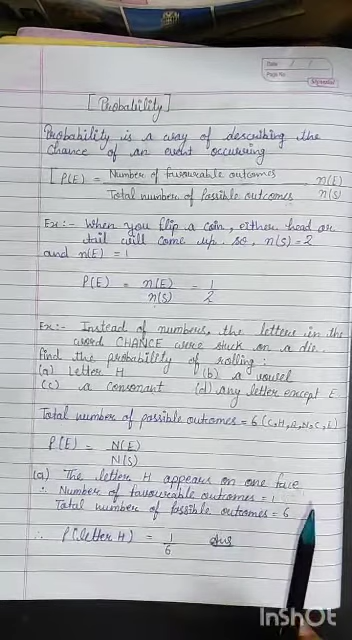 Date / /
Page No.
[Probability]
Probability is a way of describing the
chance of an event occurring
[P(E) = Number of favourable outcomes n(E)
Total number of possible outcomes n(S)
Ex:- When you flip a coin, either head or
tail will come up. so, n(S)=2
and n(E) = 1
P(E) = n(E) = 1
n(S) 2
Ex:- Instead of numbers, the letters in the
word CHANCE were stuck on a die.
find the probability of rolling:
(a) Letter H (b) a vowel
(c) a consonant (d) any letter except E
Total number of possible outcomes = 6 (C,H,A,N,C,E)
P(E) = N(E)
N(S)
(a) The letter H appears on one face
∴ Number of favourable outcomes = 1
Total number of possible outcomes = 6
∴ P(letter H) = 1 Ans
6
InShot